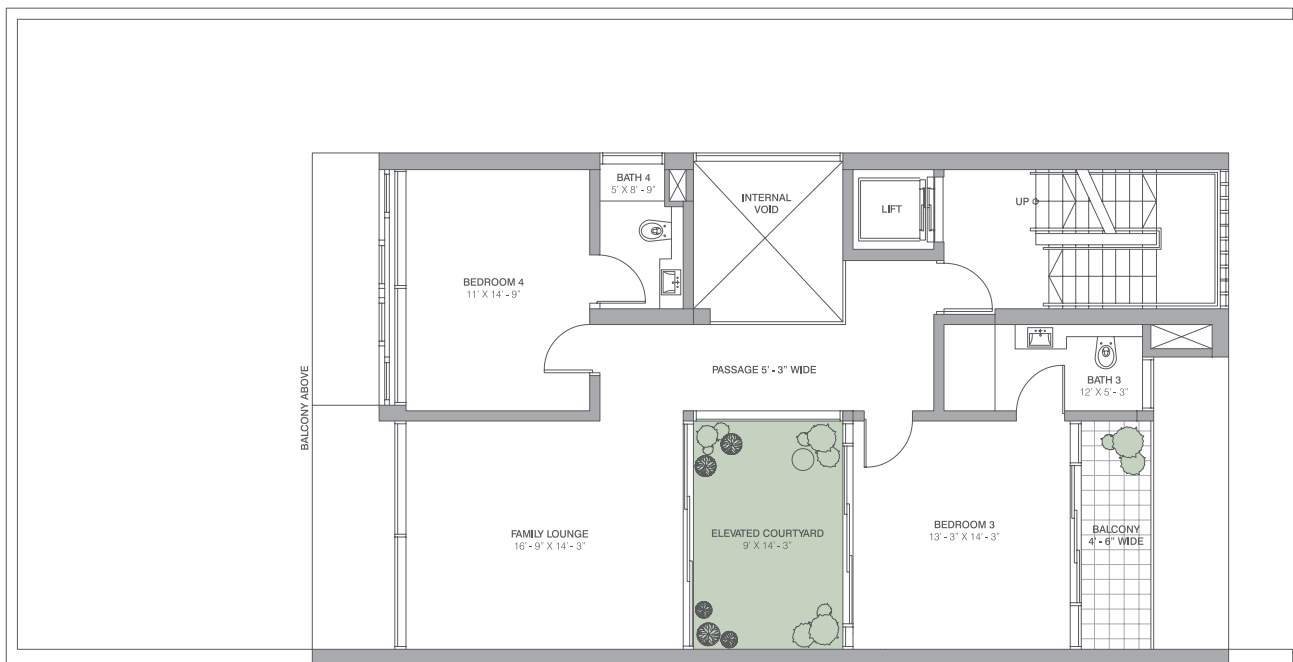 BATH 4
5' X 8' - 9"
INTERNAL
VOID
LIFT
UP
BEDROOM 4
11' X 14' - 9"
PASSAGE 5' - 3" WIDE
BATH 3
12' X 5' - 3"
BALCONY ABOVE
FAMILY LOUNGE
16' - 9" X 14' - 3"
ELEVATED COURTYARD
9' X 14' - 3"
BEDROOM 3
13' - 3" X 14' - 3"
BALCONY
4' - 6" WIDE